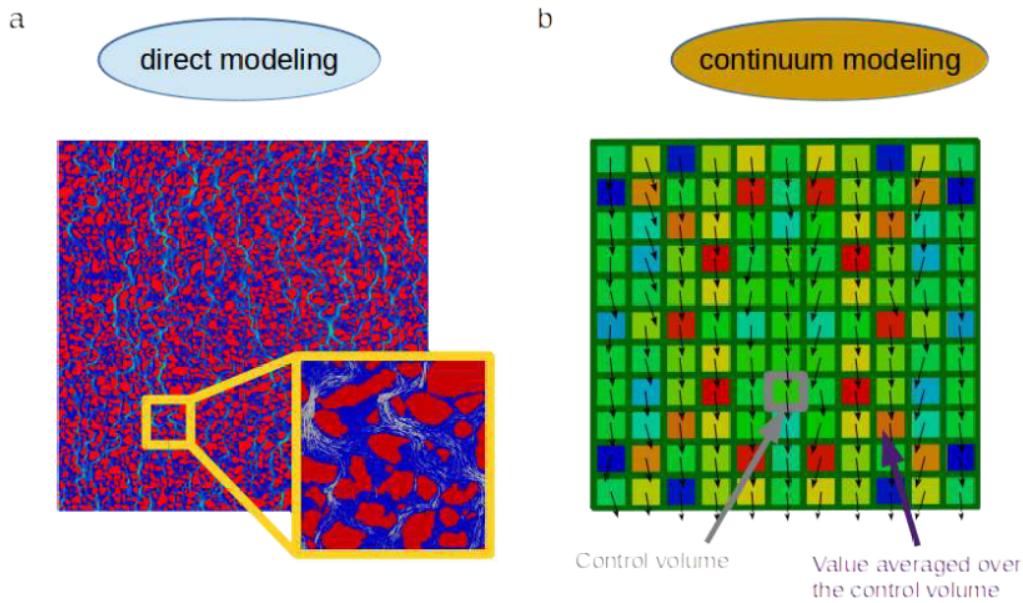 a
direct modeling
b
continuum modeling
Control volume
Value averaged over
the control volume